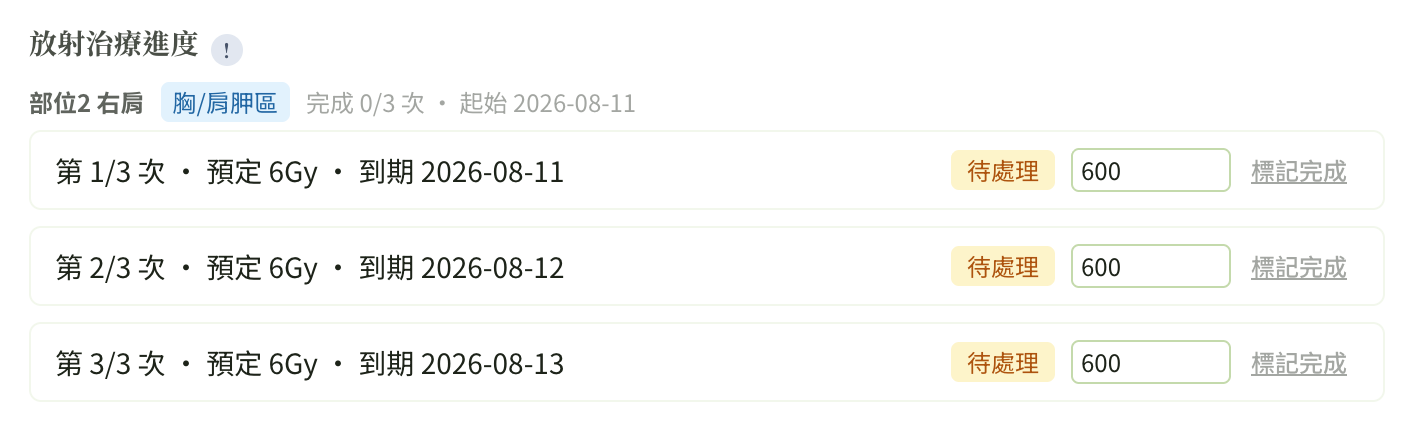 放射治療進度 !
部位2 右肩 胸/肩胛區 完成 0/3 次 · 起始 2026-08-11
第 1/3 次 · 預定 6Gy · 到期 2026-08-11 待處理 600 標記完成
第 2/3 次 · 預定 6Gy · 到期 2026-08-12 待處理 600 標記完成
第 3/3 次 · 預定 6Gy · 到期 2026-08-13 待處理 600 標記完成